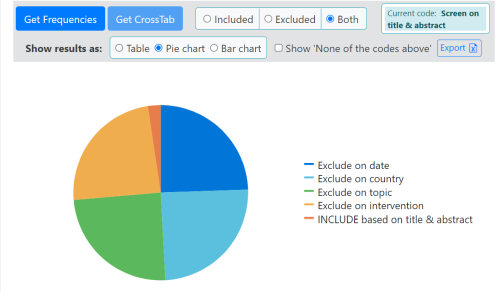 Get Frequencies Get CrossTab Included Excluded Both Current code: Screen on
title & abstract
Show results as: Table Pie chart Bar chart Show 'None of the codes above' Export
Exclude on date
Exclude on country
Exclude on topic
Exclude on intervention
INCLUDE based on title & abstract